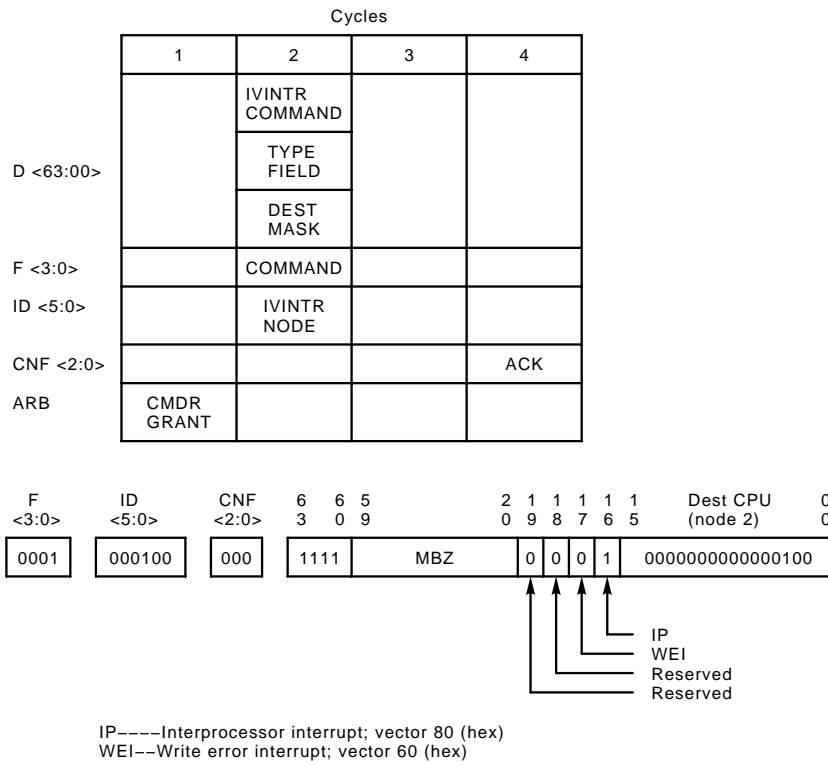 Cycles
1 2 3 4
IVINTR
COMMAND
TYPE
FIELD
D <63:00>
DEST
MASK
F <3:0> COMMAND
ID <5:0> IVINTR
NODE
CNF <2:0> ACK
ARB CMDR
GRANT
F ID CNF 6 6 5 2 1 1 1 1 1 Dest CPU 0
<3:0> <5:0> <2:0> 3 0 9 0 9 8 7 6 5 (node 2) 0
0001 000100 000 1111 MBZ 0 0 0 1 0000000000000100
IP
WEI
Reserved
Reserved
IP----Interprocessor interrupt; vector 80 (hex)
WEI--Write error interrupt; vector 60 (hex)